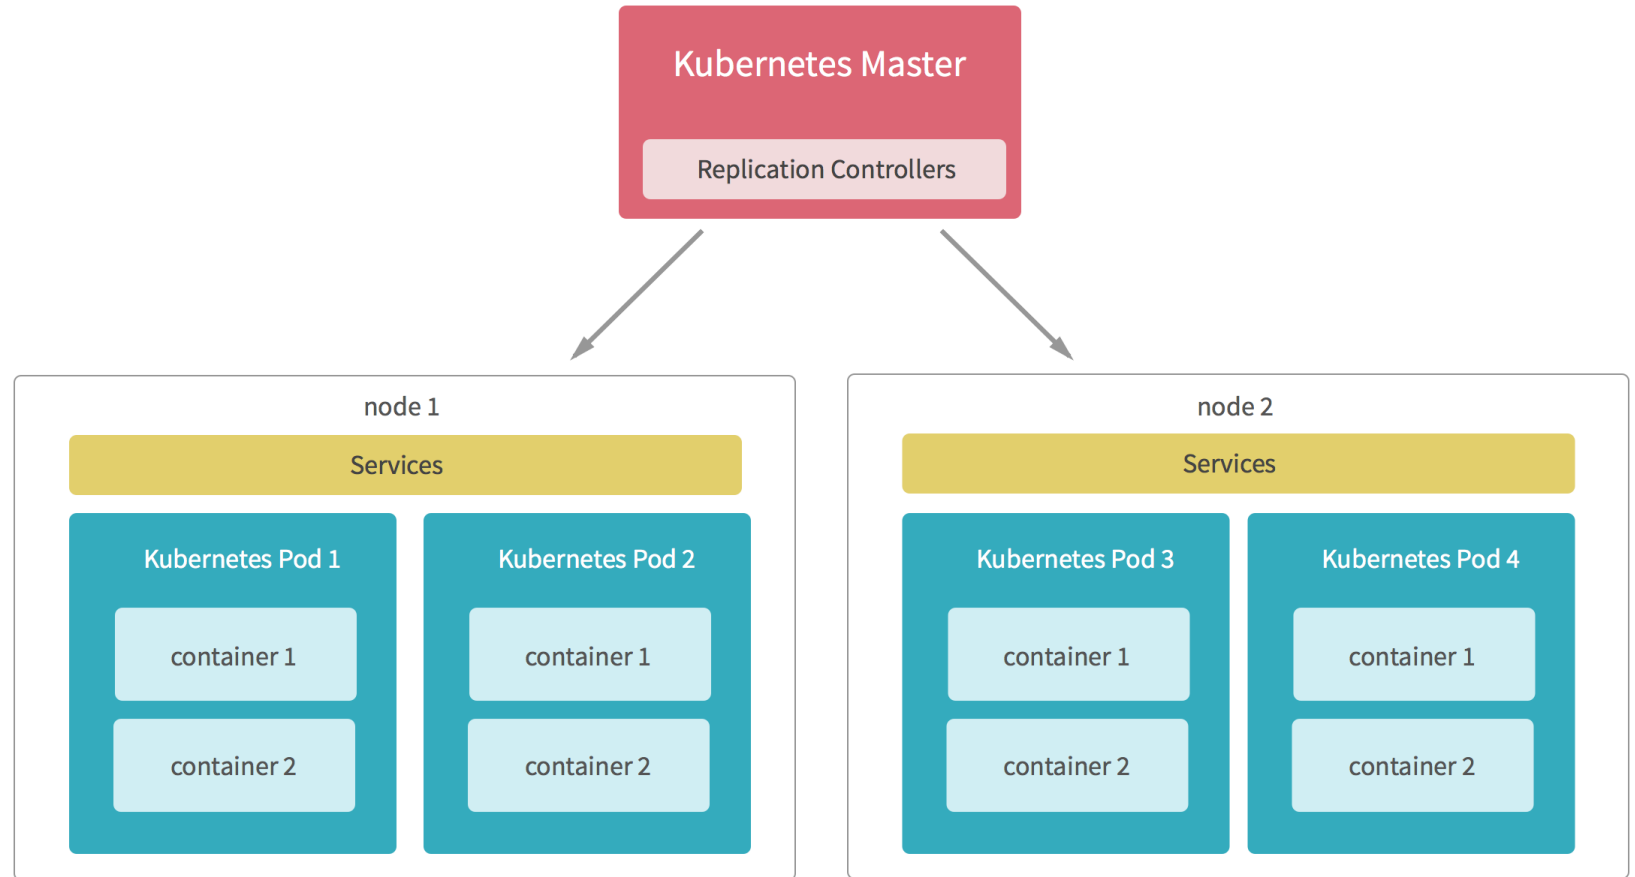 Kubernetes Master
Replication Controllers
node 1
Services
Kubernetes Pod 1
Kubernetes Pod 2
container 1
container 1
container 2
container 2
node 2
Services
Kubernetes Pod 3
Kubernetes Pod 4
container 1
container 1
container 2
container 2